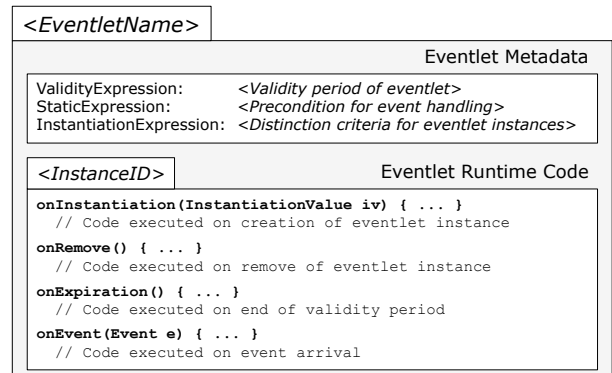 <EventletName>
Eventlet Metadata
ValidityExpression: <Validity period of eventlet>
StaticExpression: <Precondition for event handling>
InstantiationExpression: <Distinction criteria for eventlet instances>
<InstanceID>
Eventlet Runtime Code
onInstantiation(InstantiationValue iv) { ... }
// Code executed on creation of eventlet instance
onRemove() { ... }
// Code executed on remove of eventlet instance
onExpiration() { ... }
// Code executed on end of validity period
onEvent(Event e) { ... }
// Code executed on event arrival